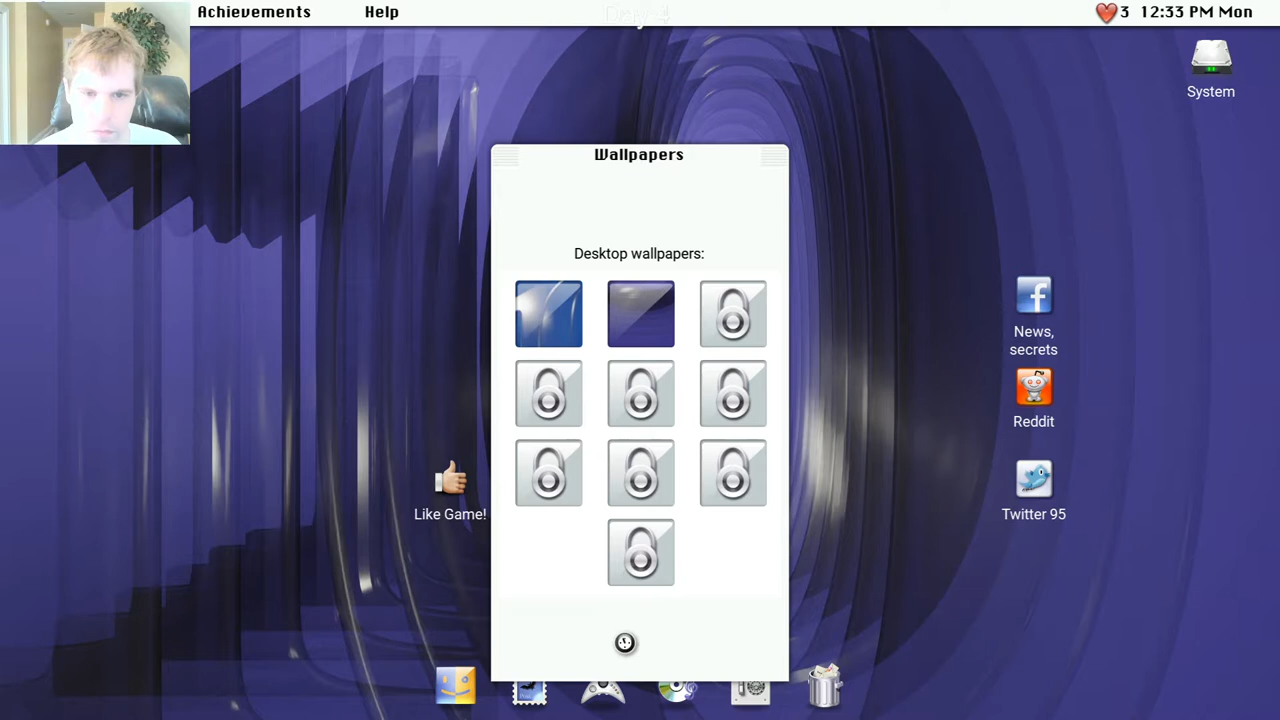 Achievements Help
3 12:33 PM Mon
System
Wallpapers
Desktop wallpapers:
News,
secrets
Reddit
Like Game!
Twitter 95